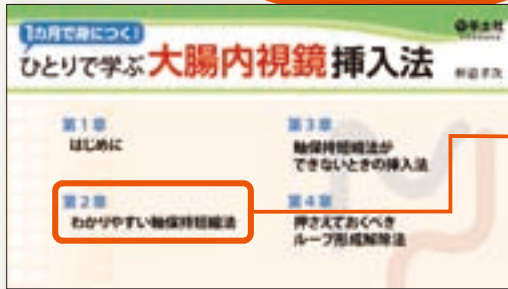 1カ月で身につく!
ひとりで学ぶ大腸内視鏡挿入法
羊土社
第1章
はじめに
第2章
わかりやすい軸保持短縮法
第3章
軸保持短縮法が
できないときの挿入法
第4章
押さえておくべき
ループ形成解除法